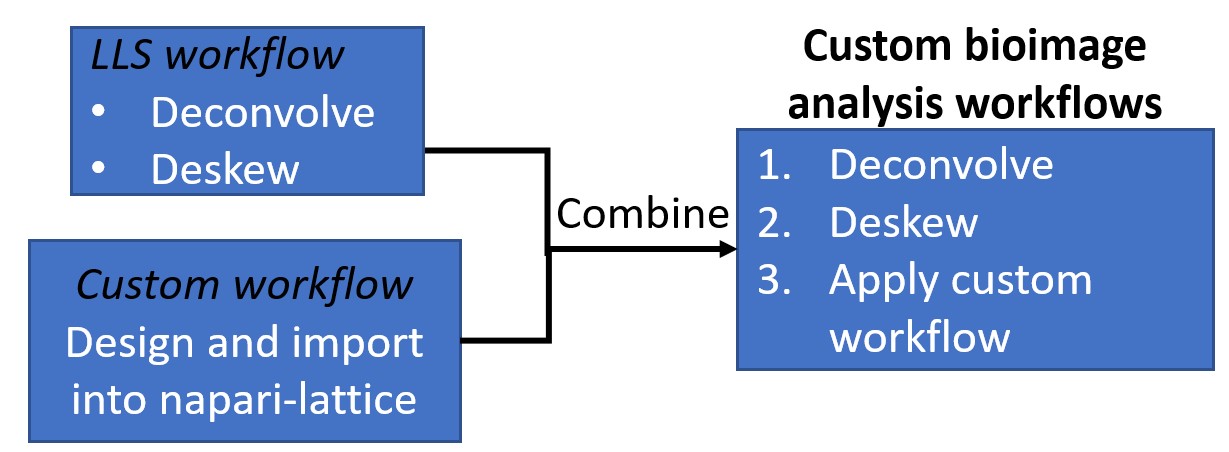 LLS workflow
• Deconvolve
• Deskew
Custom workflow
Design and import
into napari-lattice
Combine
Custom bioimage
analysis workflows
1. Deconvolve
2. Deskew
3. Apply custom
workflow